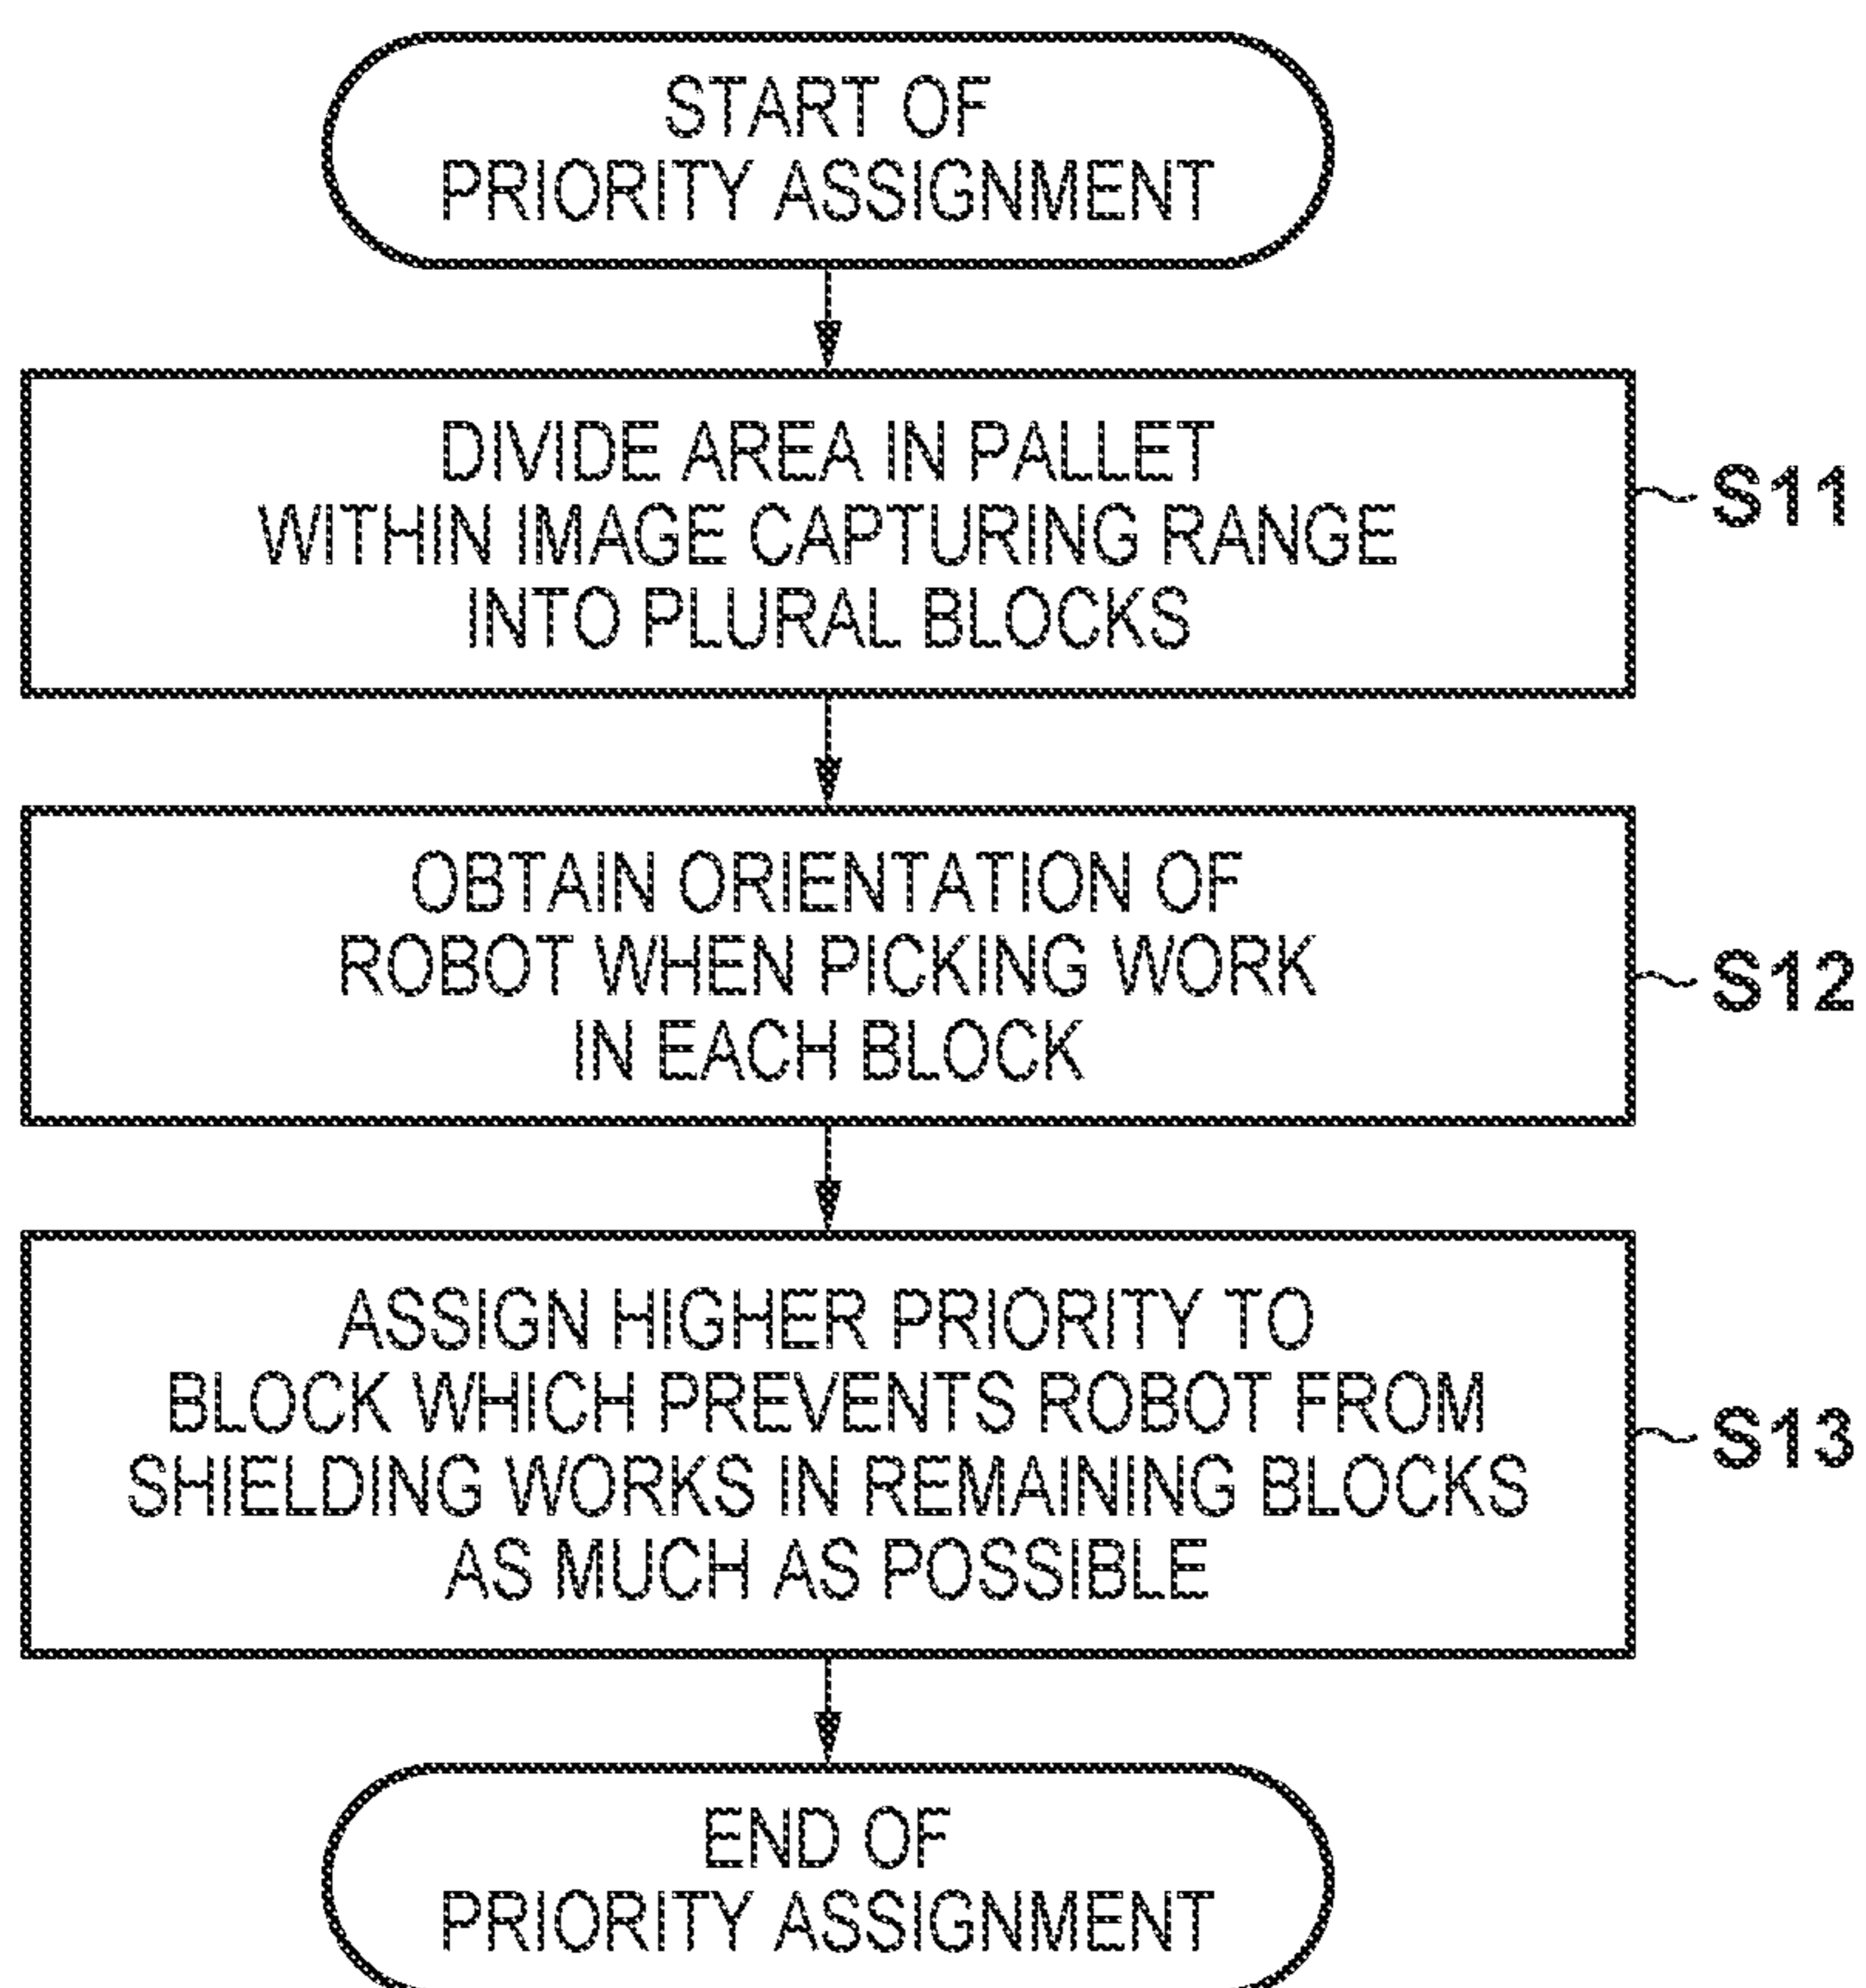 START OF
PRIORITY ASSIGNMENT
DIVIDE AREA IN PALLET
WITHIN IMAGE CAPTURING RANGE
INTO PLURAL BLOCKS
S11
OBTAIN ORIENTATION OF
ROBOT WHEN PICKING WORK
IN EACH BLOCK
S12
ASSIGN HIGHER PRIORITY TO
BLOCK WHICH PREVENTS ROBOT FROM
SHIELDING WORKS IN REMAINING BLOCKS
AS MUCH AS POSSIBLE
S13
END OF
PRIORITY ASSIGNMENT